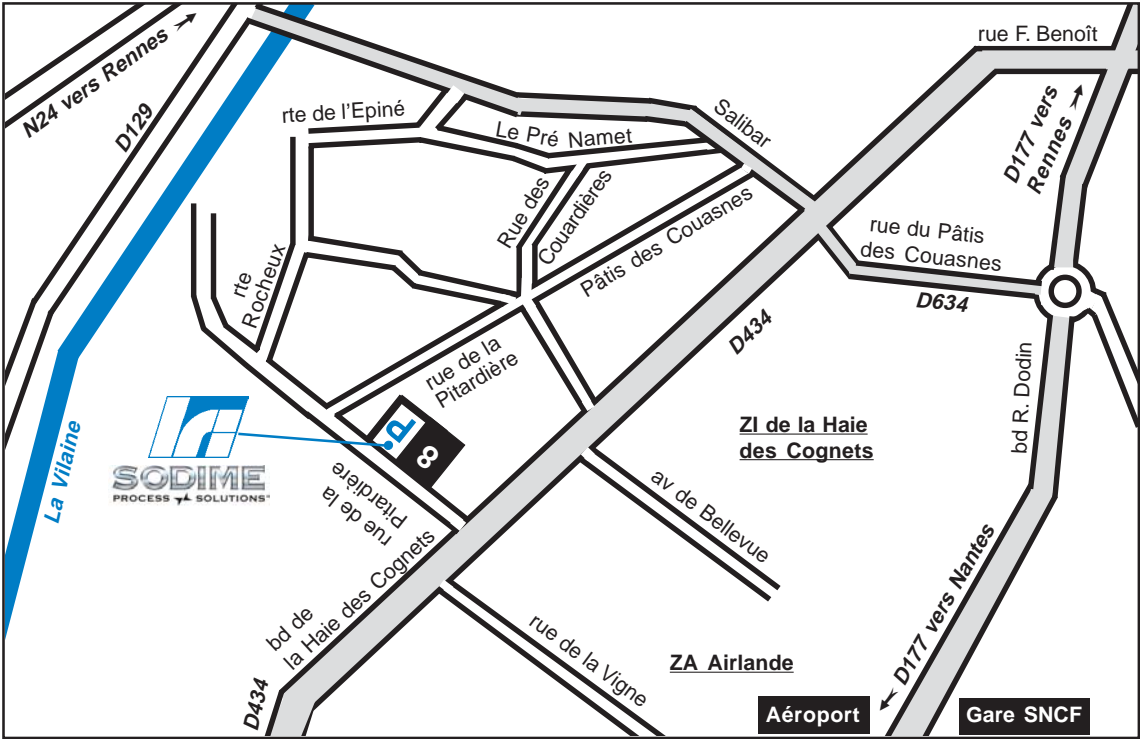 rue F. Benoît
N24 vers Rennes
D129
rte de l'Epiné
Le Pré Namet
Salibar
D177 vers
Rennes
Rue des
Couardières
Pâtis des Couasnes
rue du Pâtis
des Couasnes
D634
rte
Rocheux
D434
rue de la
Pitardière
bd R. Dodin
La Vilaine
SODIME
PROCESS SOLUTIONS
P
8
ZI de la Haie
des Cognets
rue de la
Pitardière
av de Bellevue
bd de
la Haie des Cognets
rue de la Vigne
ZA Airlande
D177 vers Nantes
D434
Aéroport
Gare SNCF